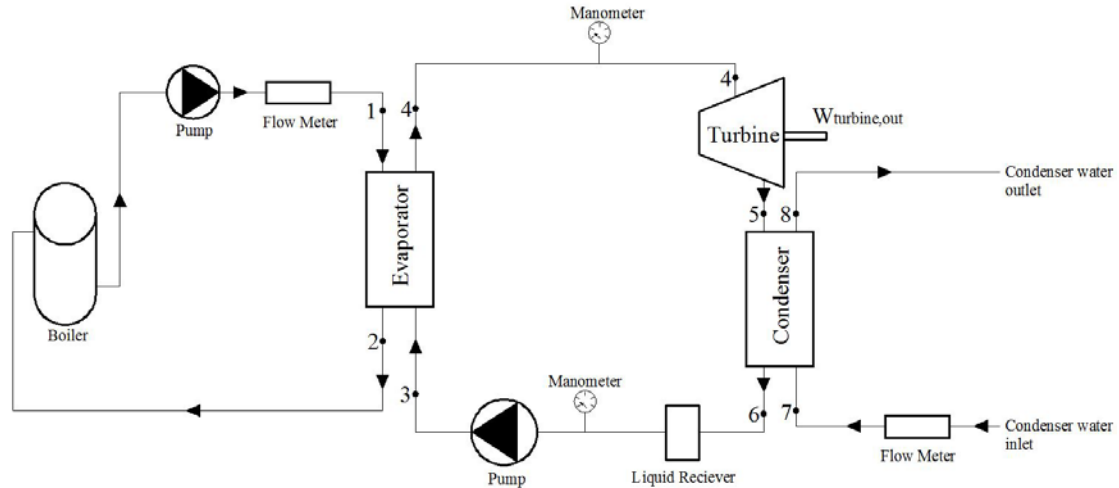 Manometer
4
Pump
Flow Meter
1
4
Turbine
Wturbine,out
Condenser water
outlet
5
8
Evaporator
Condenser
Boiler
2
3
Manometer
6
7
Pump
Liquid Reciever
Flow Meter
Condenser water
inlet